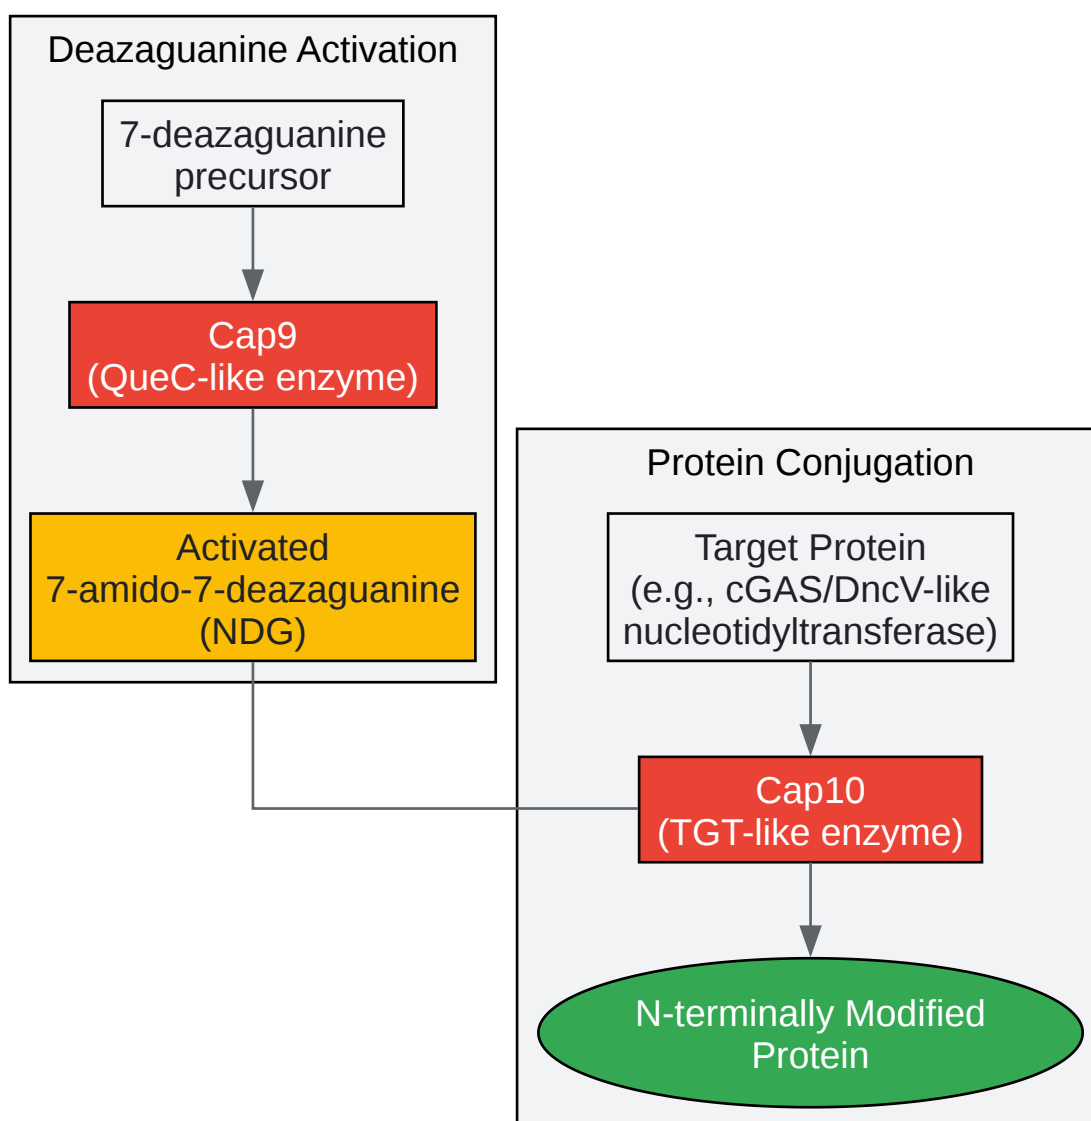 Deazaguanine Activation
7-deazaguanine
precursor
Cap9
(QueC-like enzyme)
Activated
7-amido-7-deazaguanine
(NDG)
Protein Conjugation
Target Protein
(e.g., cGAS/DncV-like
nucleotidyltransferase)
Cap10
(TGT-like enzyme)
N-terminally Modified
Protein